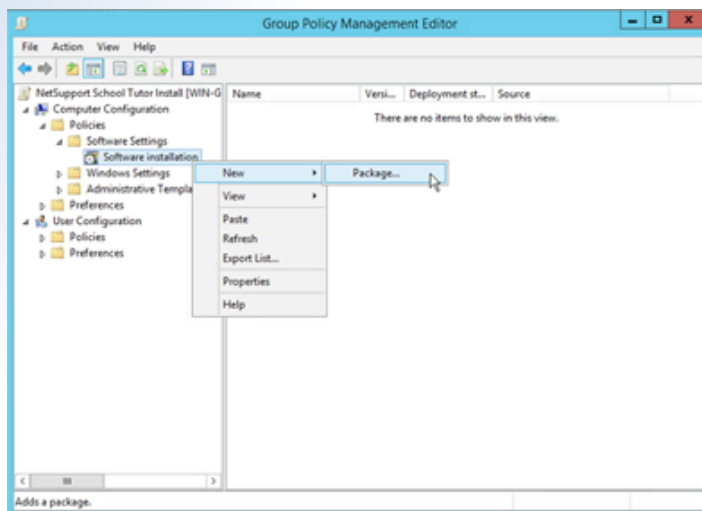 Group Policy Management Editor
File Action View Help
NetSupport School Tutor Install [WIN-G
Computer Configuration
Policies
Software Settings
Software installation
Windows Settings
Administrative Templa
Preferences
User Configuration
Policies
Preferences
Name Versi... Deployment st... Source
There are no items to show in this view.
New
View
Paste
Refresh
Export List...
Properties
Help
Package...
Adds a package.